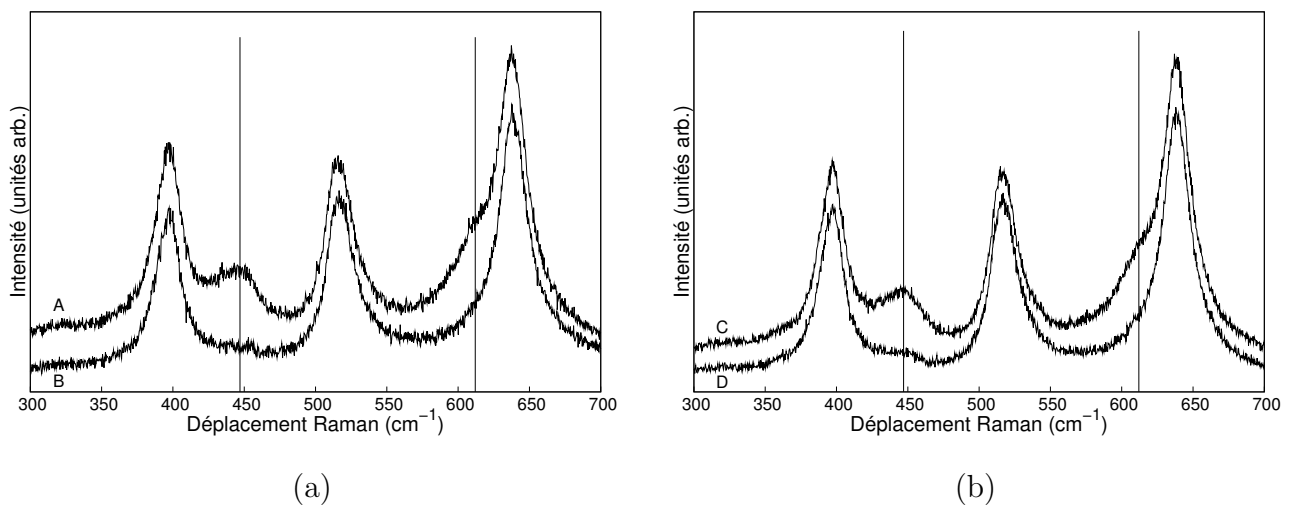 Intensité (unités arb.)
A
B
300 350 400 450 500 550 600 650 700
Déplacement Raman (cm−1)
(a)
Intensité (unités arb.)
C
D
300 350 400 450 500 550 600 650 700
Déplacement Raman (cm−1)
(b)